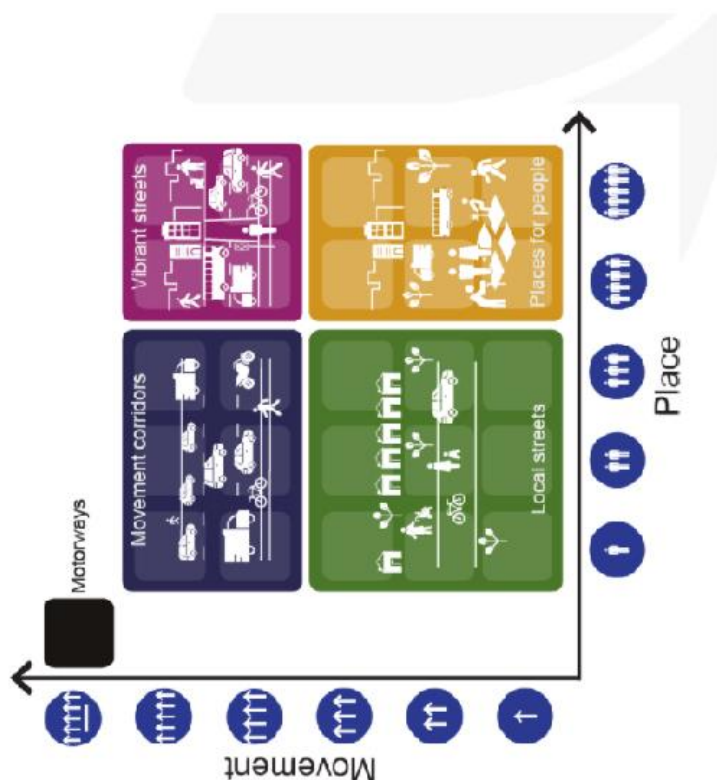 Motorways
Movement corridors
Vibrant streets
Local streets
Places for people
Movement
Place